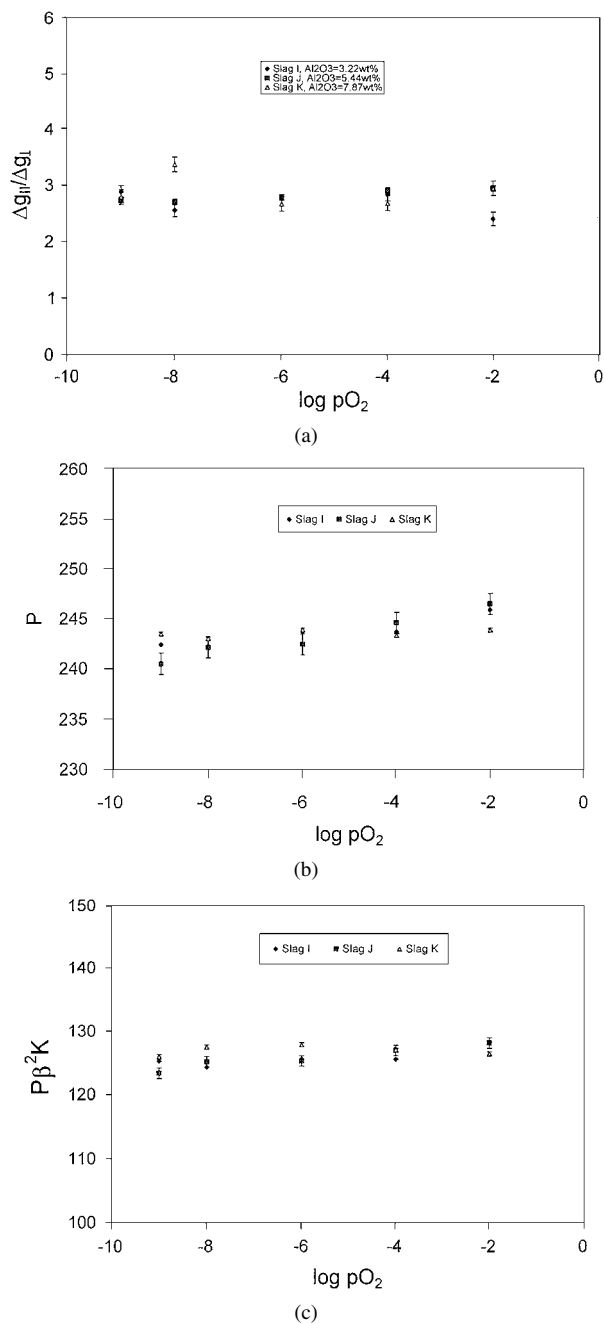 6
5
4
3
2
1
0
Δg||/Δg⊥
Slag I, Al2O3=3.22wt%
Slag J, Al2O3=5.44wt%
Slag K, Al2O3=7.87wt%
-10 -8 -6 -4 -2 0
log pO₂
(a)
260
255
250
245
240
235
230
P
Slag I Slag J Slag K
-10 -8 -6 -4 -2 0
log pO₂
(b)
150
140
130
120
110
100
Pβ²K
Slag I Slag J Slag K
-10 -8 -6 -4 -2 0
log pO₂
(c)